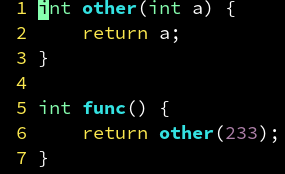 1 int other(int a) {
2     return a;
3 }
4
5 int func() {
6     return other(233);
7 }